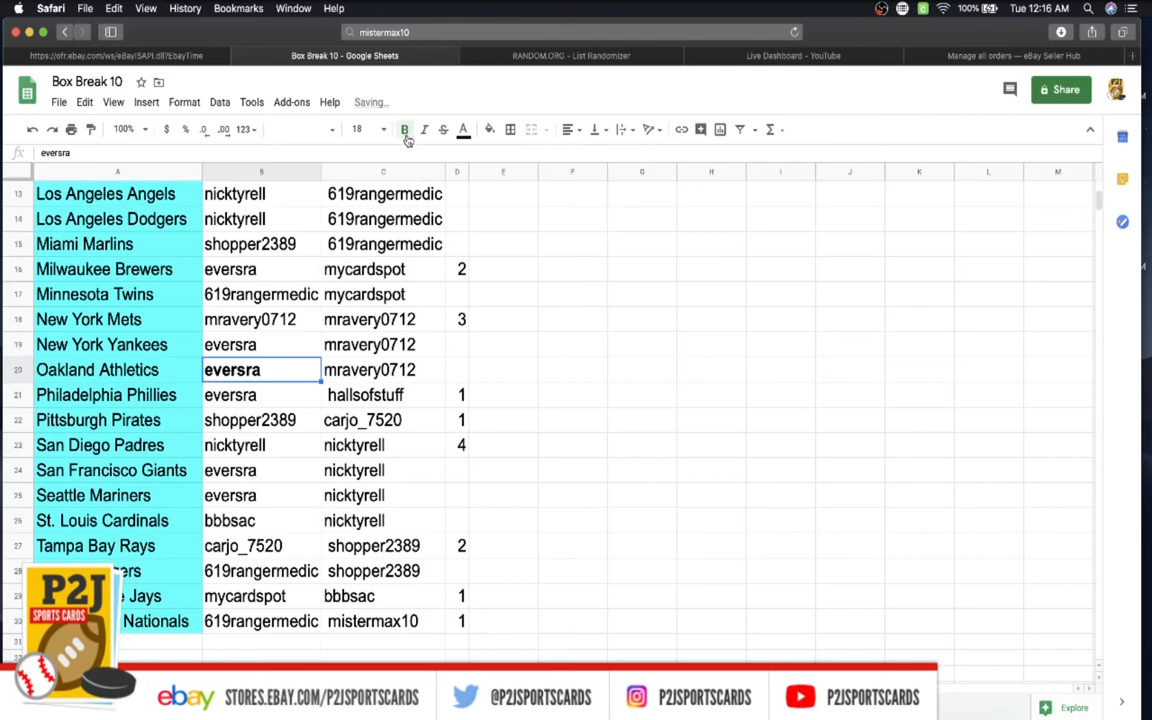 Safari File Edit View History Bookmarks Window Help 100% Tue 12:16 AM
mistermax10
https://ofr.ebay.com/ws/eBayISAPI.dll?EbayTime Box Break 10 - Google Sheets RANDOM.ORG - List Randomizer Live Dashboard - YouTube Manage all orders — eBay Seller Hub
Box Break 10
File Edit View Insert Format Data Tools Add-ons Help Saving...
Share
100% $ % .0 .00 123 18 B I S A
fx eversra
A B C D E F G H I J K L M
13 Los Angeles Angels nicktyrell 619rangermedic
14 Los Angeles Dodgers nicktyrell 619rangermedic
15 Miami Marlins shopper2389 619rangermedic
16 Milwaukee Brewers eversra mycardspot 2
17 Minnesota Twins 619rangermedic mycardspot
18 New York Mets mravery0712 mravery0712 3
19 New York Yankees eversra mravery0712
20 Oakland Athletics eversra mravery0712
21 Philadelphia Phillies eversra hallsofstuff 1
22 Pittsburgh Pirates shopper2389 carjo_7520 1
23 San Diego Padres nicktyrell nicktyrell 4
24 San Francisco Giants eversra nicktyrell
25 Seattle Mariners eversra nicktyrell
26 St. Louis Cardinals bbbsac nicktyrell
27 Tampa Bay Rays carjo_7520 shopper2389 2
28 ers 619rangermedic shopper2389
29 e Jays mycardspot bbbsac 1
30 Nationals 619rangermedic mistermax10 1
31
P2J
SPORTS CARDS
ebay STORES.EBAY.COM/P2JSPORTSCARDS @P2JSPORTSCARDS P2JSPORTSCARDS P2JSPORTSCARDS
Explore